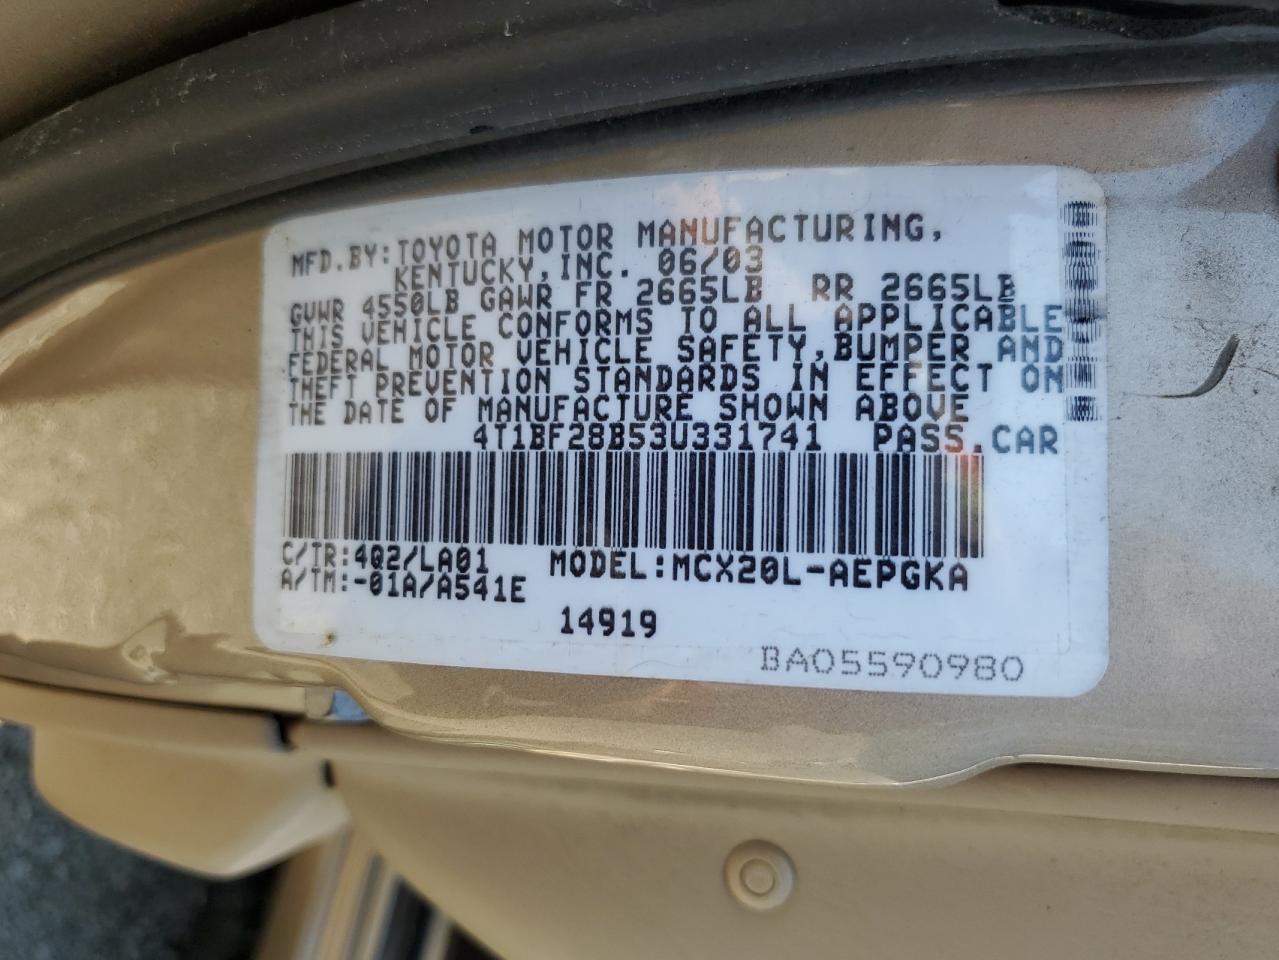 MFD.BY:TOYOTA MOTOR MANUFACTURING,
KENTUCKY,INC. 06/03
GVWR 4550LB GAWR FR 2665LB RR 2665LB
THIS VEHICLE CONFORMS TO ALL APPLICABLE
FEDERAL MOTOR VEHICLE SAFETY,BUMPER AND
THEFT PREVENTION STANDARDS IN EFFECT ON
THE DATE OF MANUFACTURE SHOWN ABOVE
4T1BF28B53U331741 PASS.CAR
C/TR:4Q2/LA01 MODEL:MCX20L-AEPGKA
A/TM:-01A/A541E
14919
BA05590980